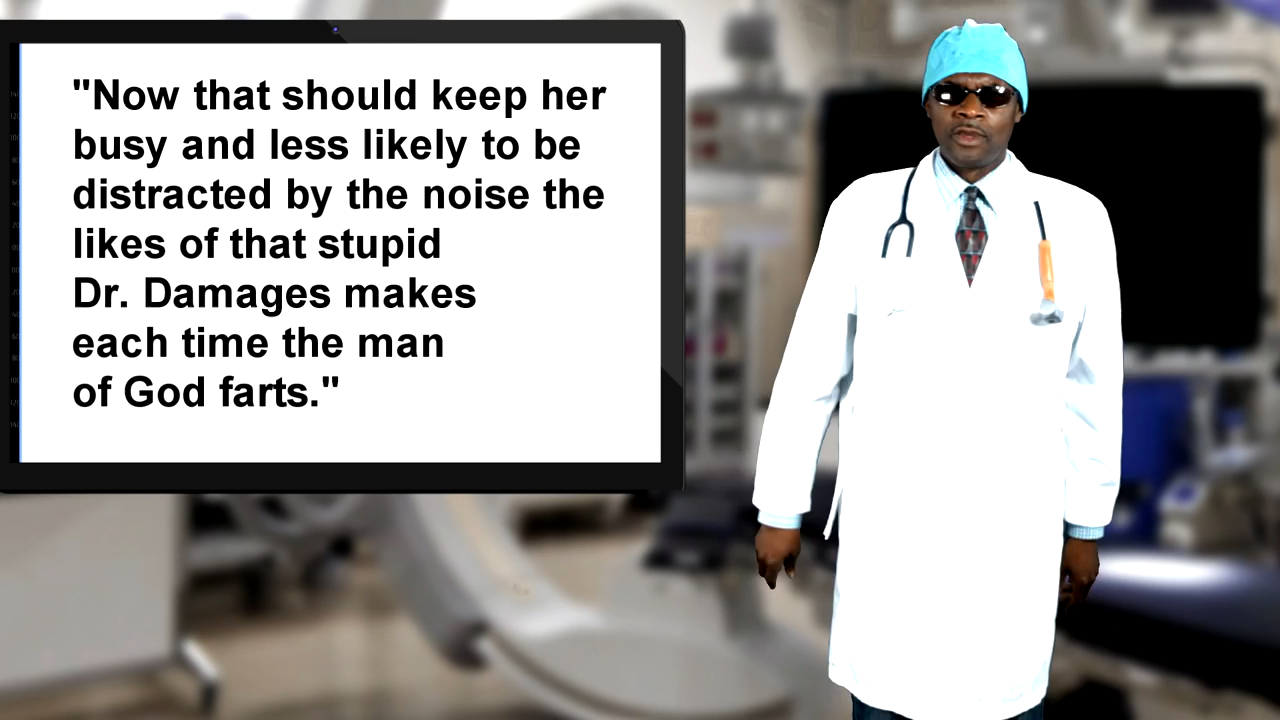 "Now that should keep her
busy and less likely to be
distracted by the noise the
likes of that stupid
Dr. Damages makes
each time the man
of God farts."